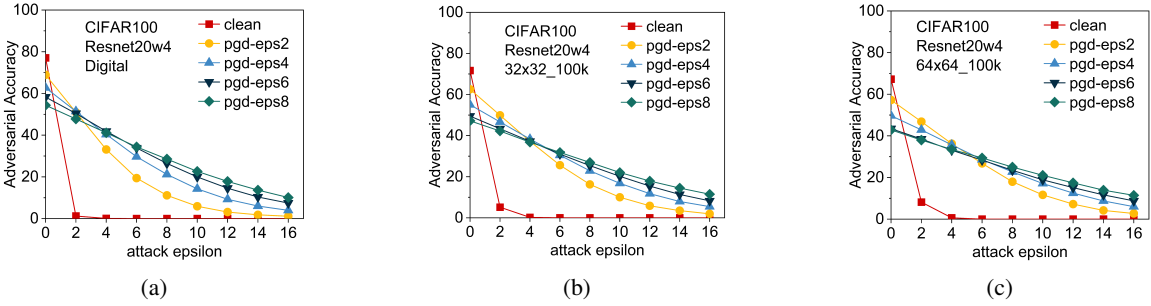 100
80
60
40
20
0
Adversarial Accuracy
CIFAR100
Resnet20w4
Digital
clean
pgd-eps2
pgd-eps4
pgd-eps6
pgd-eps8
0 2 4 6 8 10 12 14 16
attack epsilon
(a)
100
80
60
40
20
0
Adversarial Accuracy
CIFAR100
Resnet20w4
32x32_100k
clean
pgd-eps2
pgd-eps4
pgd-eps6
pgd-eps8
0 2 4 6 8 10 12 14 16
attack epsilon
(b)
100
80
60
40
20
0
Adversarial Accuracy
CIFAR100
Resnet20w4
64x64_100k
clean
pgd-eps2
pgd-eps4
pgd-eps6
pgd-eps8
0 2 4 6 8 10 12 14 16
attack epsilon
(c)